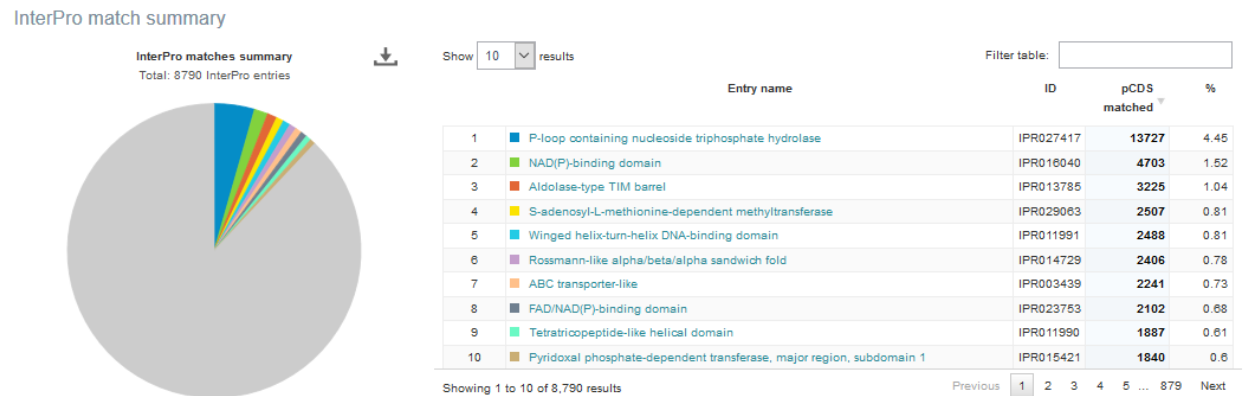 InterPro match summary
InterPro matches summary
Total: 8790 InterPro entries
Show 10 results
Filter table:
Entry name ID pCDS matched %
1 P-loop containing nucleoside triphosphate hydrolase IPR027417 13727 4.45
2 NAD(P)-binding domain IPR016040 4703 1.52
3 Aldolase-type TIM barrel IPR013785 3225 1.04
4 S-adenosyl-L-methionine-dependent methyltransferase IPR029063 2507 0.81
5 Winged helix-turn-helix DNA-binding domain IPR011991 2488 0.81
6 Rossmann-like alpha/beta/alpha sandwich fold IPR014729 2406 0.78
7 ABC transporter-like IPR003439 2241 0.73
8 FAD/NAD(P)-binding domain IPR023753 2102 0.68
9 Tetratricopeptide-like helical domain IPR011990 1887 0.61
10 Pyridoxal phosphate-dependent transferase, major region, subdomain 1 IPR015421 1840 0.6
Showing 1 to 10 of 8,790 results
Previous 1 2 3 4 5 ... 879 Next